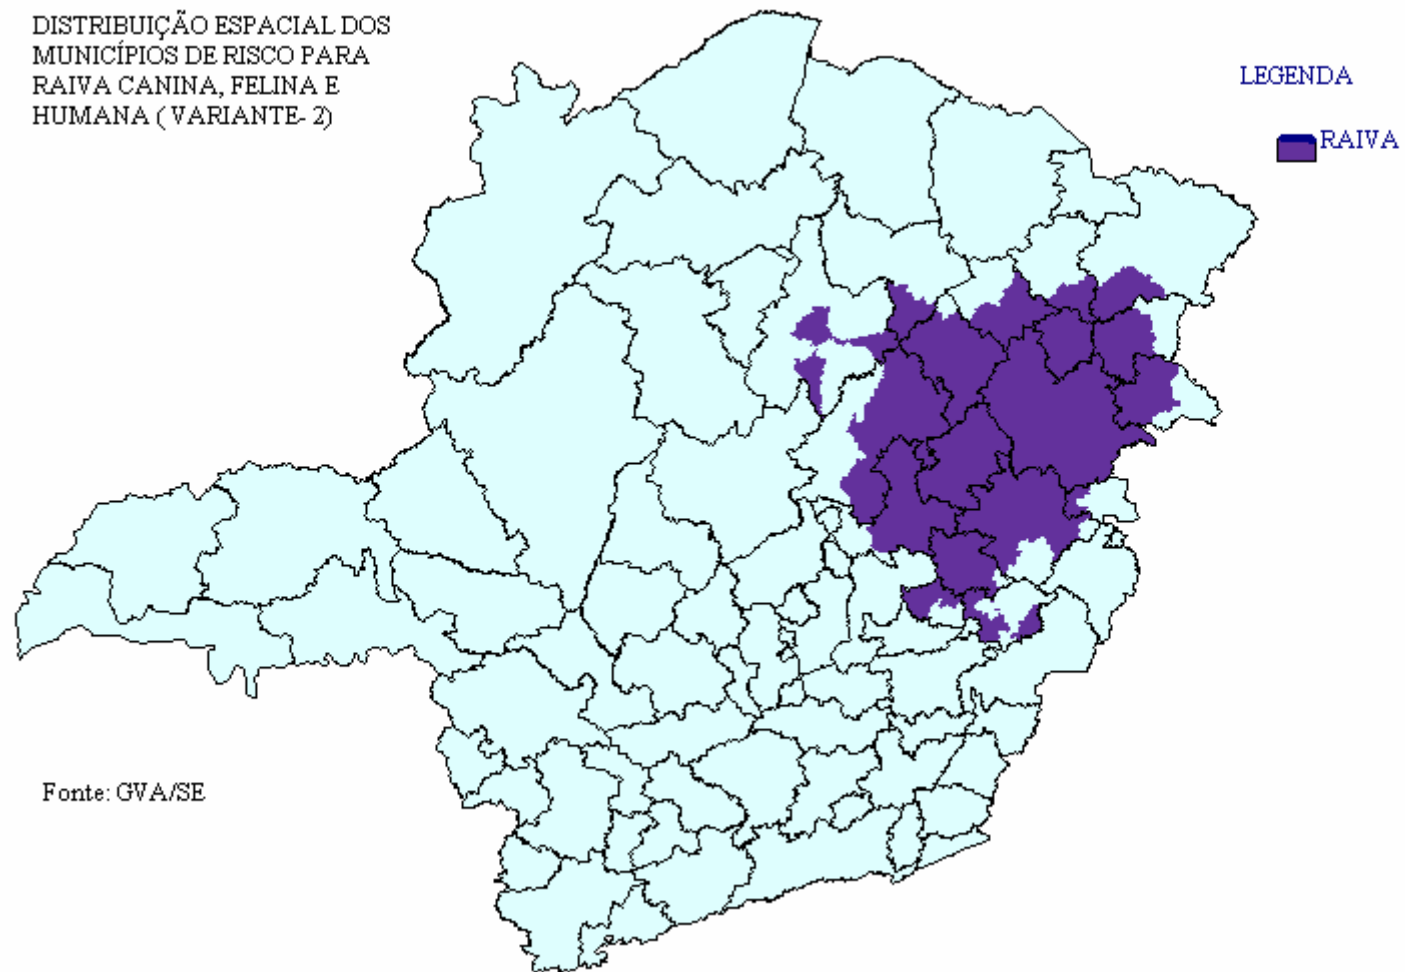 DISTRIBUIÇÃO ESPACIAL DOS
MUNICÍPIOS DE RISCO PARA
RAIVA CANINA, FELINA E
HUMANA ( VARIANTE- 2)
LEGENDA
RAIVA
Fonte: GVA/SE